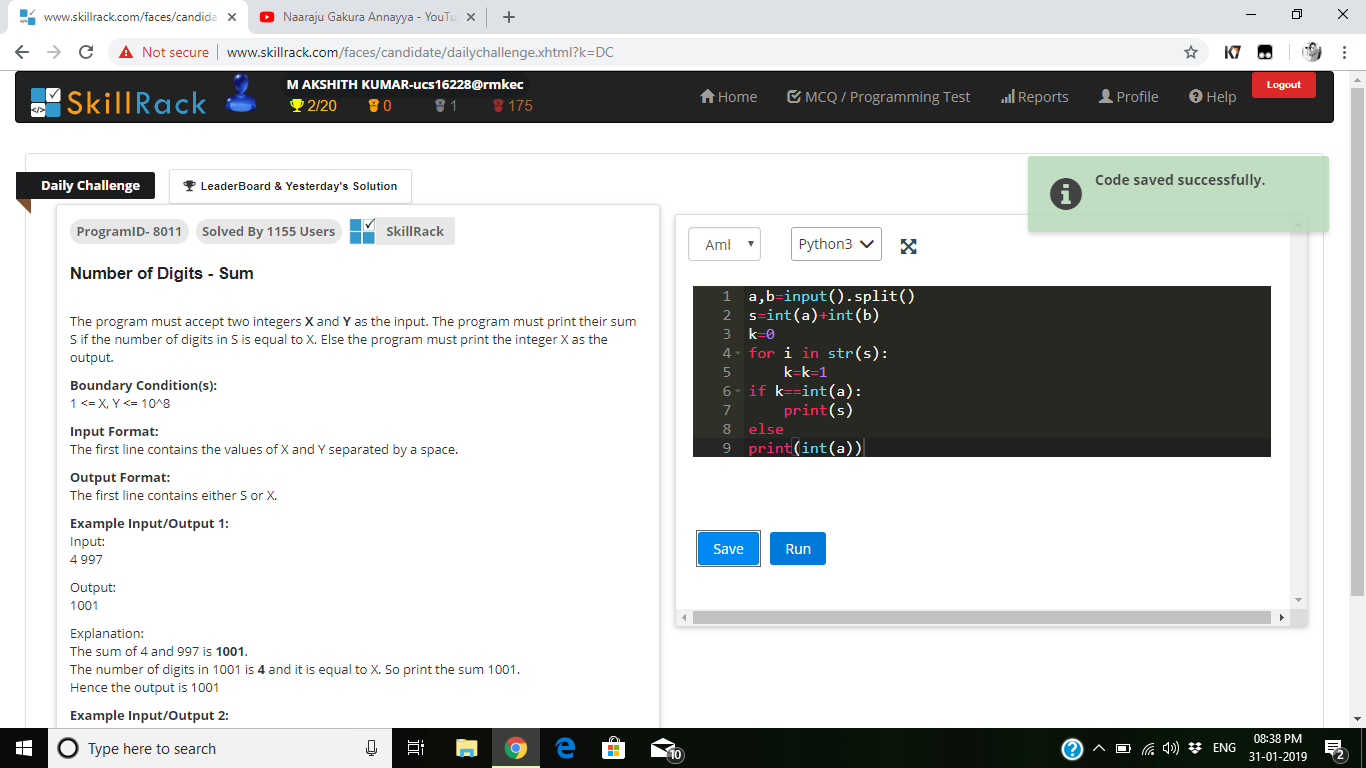 www.skillrack.com/faces/candida
Naaraju Gakura Annayya - YouTu
Not secure
www.skillrack.com/faces/candidate/dailychallenge.xhtml?k=DC
K7
SkillRack
M AKSHITH KUMAR-ucs16228@rmkec
2/20 0 1 175
Home
MCQ / Programming Test
Reports
Profile
Help
Logout
Daily Challenge
LeaderBoard & Yesterday's Solution
Code saved successfully.
ProgramID- 8011
Solved By 1155 Users
SkillRack
Number of Digits - Sum
The program must accept two integers X and Y as the input. The program must print their sum
S if the number of digits in S is equal to X. Else the program must print the integer X as the
output.
Boundary Condition(s):
1 <= X, Y <= 10^8
Input Format:
The first line contains the values of X and Y separated by a space.
Output Format:
The first line contains either S or X.
Example Input/Output 1:
Input:
4 997
Output:
1001
Explanation:
The sum of 4 and 997 is 1001.
The number of digits in 1001 is 4 and it is equal to X. So print the sum 1001.
Hence the output is 1001
Example Input/Output 2:
Aml
Python3
1 a,b=input().split()
2 s=int(a)+int(b)
3 k=0
4 for i in str(s):
5 k=k=1
6 if k==int(a):
7 print(s)
8 else
9 print(int(a))
Save
Run
Type here to search
10
ENG
08:38 PM
31-01-2019
2